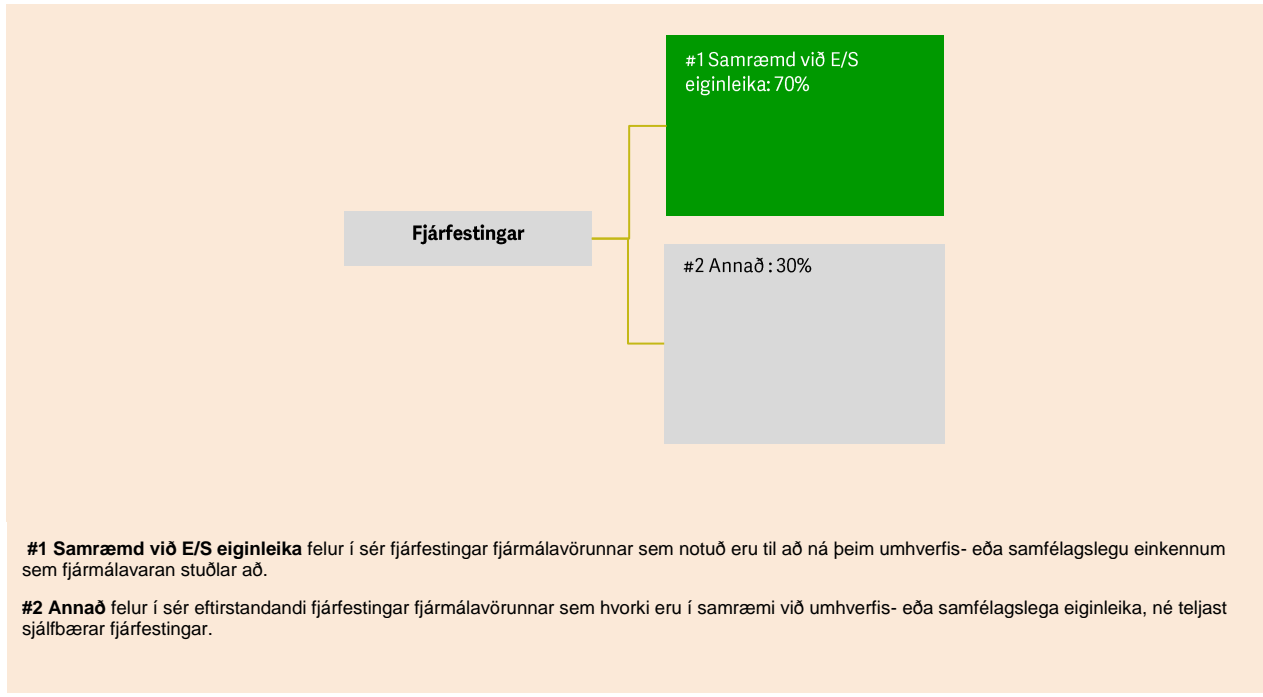 #1 Samræmd við E/S
eiginleika: 70%
Fjárfestingar
#2 Annað : 30%
#1 Samræmd við E/S eiginleika felur í sér fjárfestingar fjármálavörunnar sem notuð eru til að ná þeim umhverfis- eða samfélagslegu einkennum
sem fjármálavaran stuðlar að.
#2 Annað felur í sér eftirstandandi fjárfestingar fjármálavörunnar sem hvorki eru í samræmi við umhverfis- eða samfélagslega eiginleika, né teljast
sjálfbærar fjárfestingar.